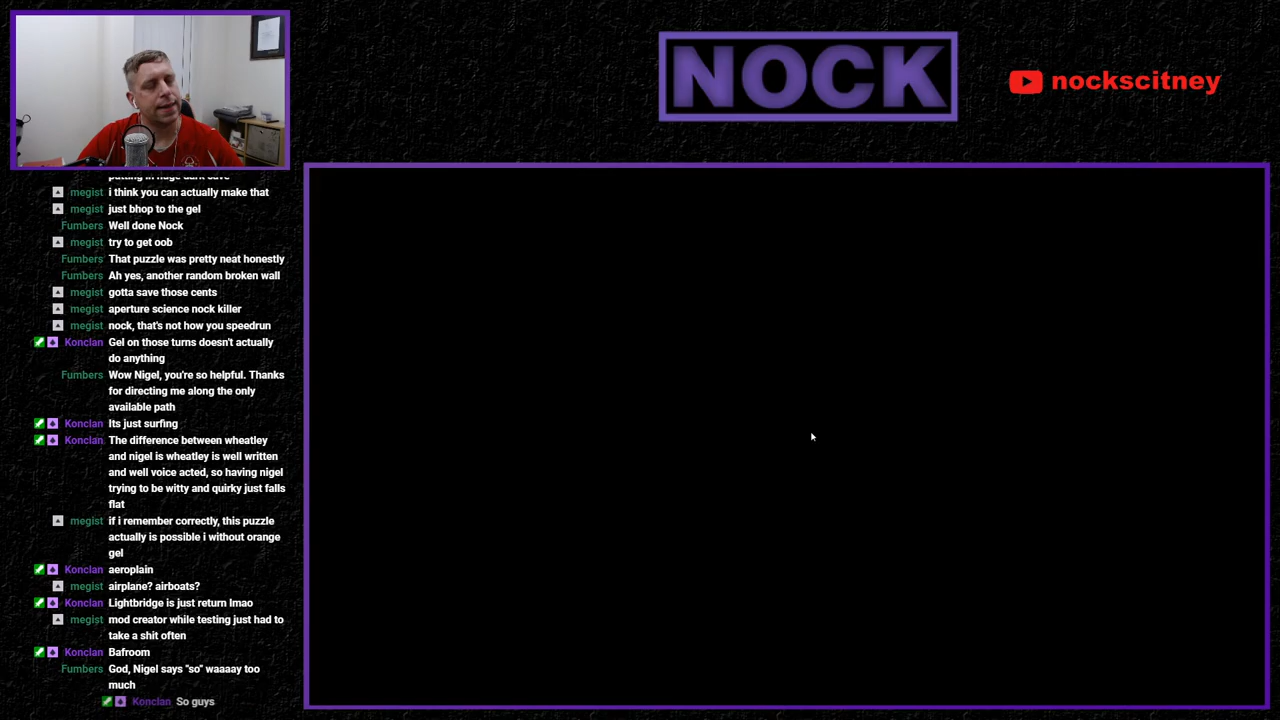 NOCK
nockscitney
putting in huge dark cave
megist i think you can actually make that
megist just bhop to the gel
Fumbers Well done Nock
megist try to get oob
Fumbers That puzzle was pretty neat honestly
Fumbers Ah yes, another random broken wall
megist gotta save those cents
megist aperture science nock killer
megist nock, that's not how you speedrun
Konclan Gel on those turns doesn't actually
do anything
Fumbers Wow Nigel, you're so helpful. Thanks
for directing me along the only
available path
Konclan Its just surfing
Konclan The difference between wheatley
and nigel is wheatley is well written
and well voice acted, so having nigel
trying to be witty and quirky just falls
flat
megist if i remember correctly, this puzzle
actually is possible i without orange
gel
Konclan aeroplain
megist airplane? airboats?
Konclan Lightbridge is just return lmao
megist mod creator while testing just had to
take a shit often
Konclan Bafroom
Fumbers God, Nigel says "so" waaaay too
much
Konclan So guys